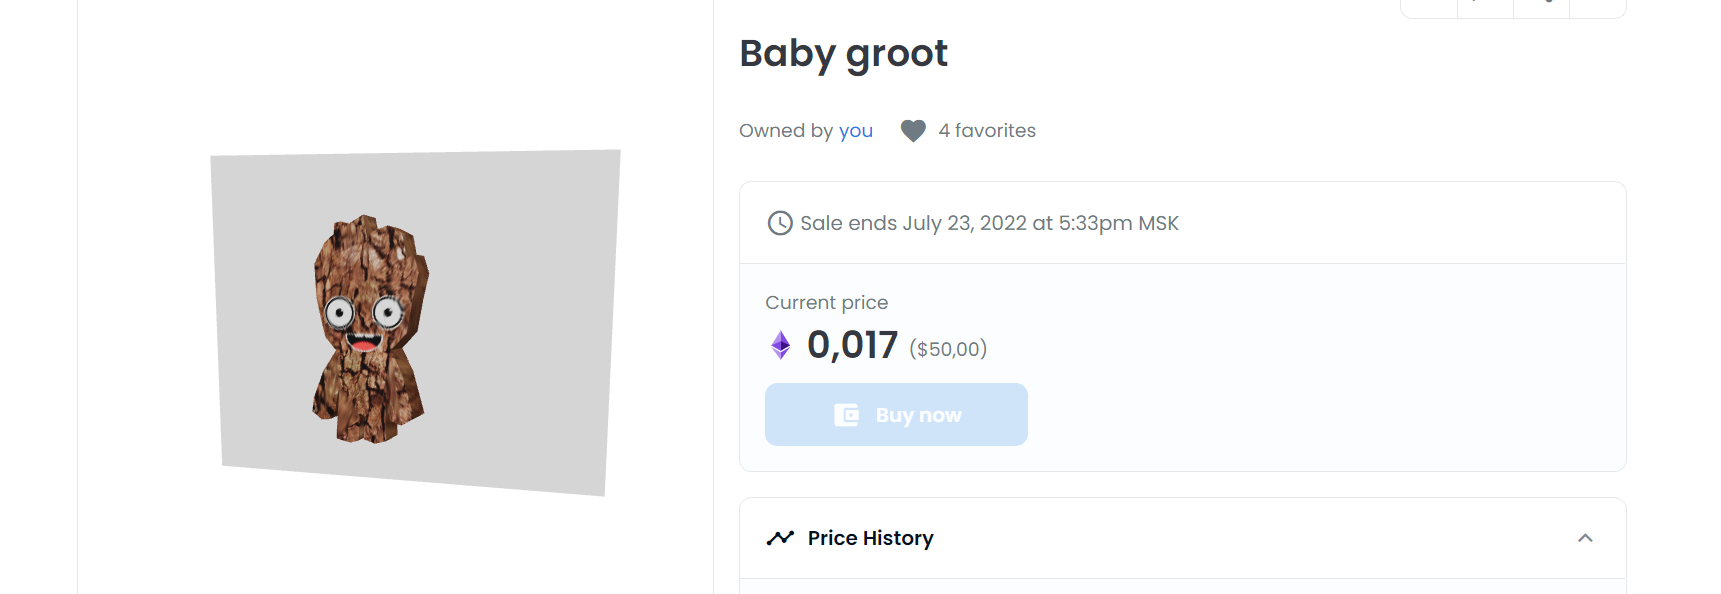 Baby groot
Owned by you 4 favorites
Sale ends July 23, 2022 at 5:33pm MSK
Current price
0,017 ($50,00)
Buy now
Price History